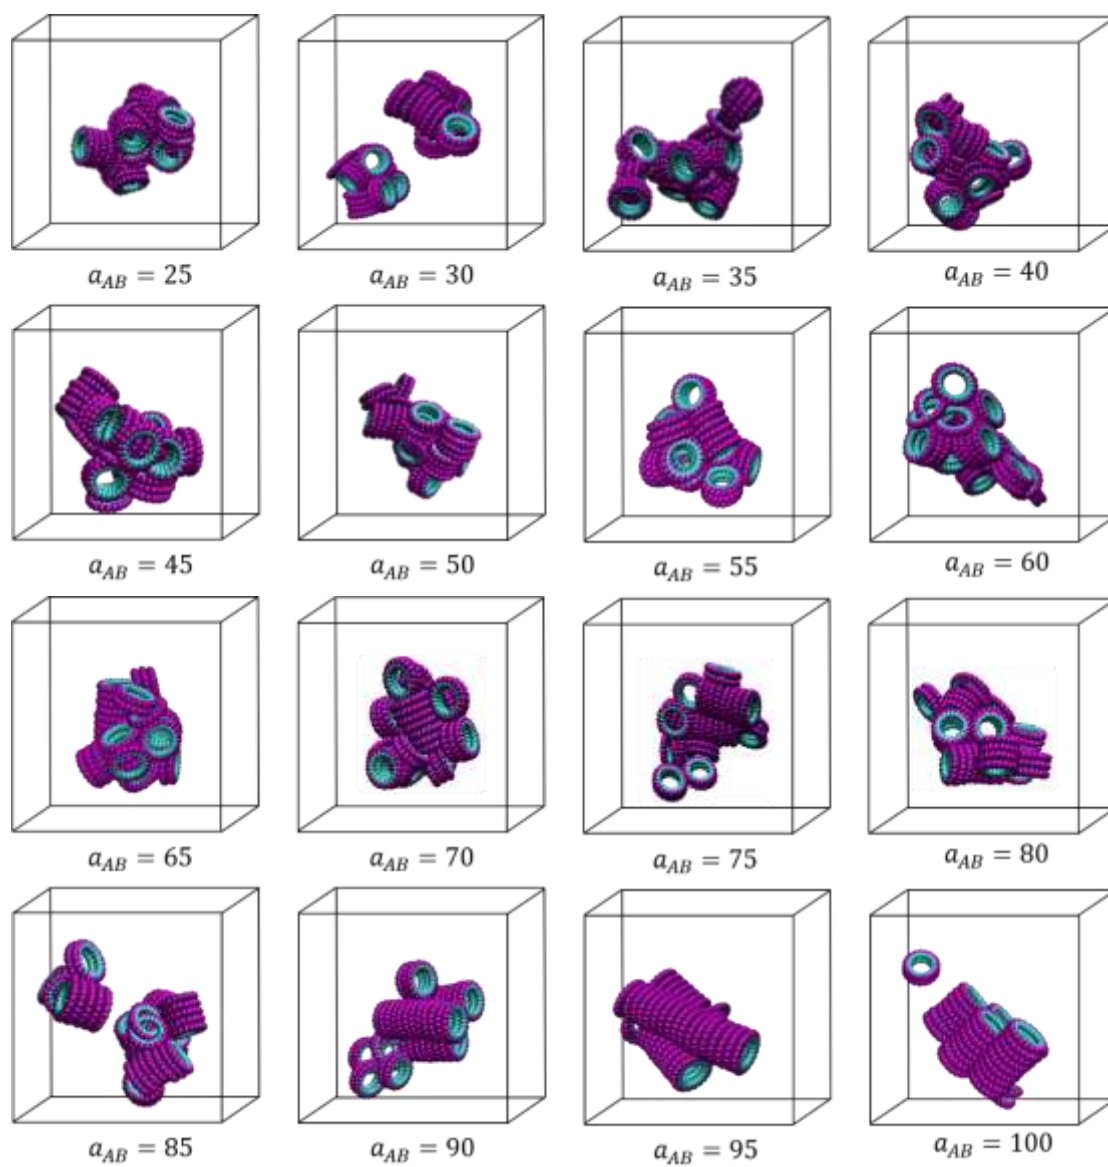 a_AB = 25
a_AB = 30
a_AB = 35
a_AB = 40
a_AB = 45
a_AB = 50
a_AB = 55
a_AB = 60
a_AB = 65
a_AB = 70
a_AB = 75
a_AB = 80
a_AB = 85
a_AB = 90
a_AB = 95
a_AB = 100